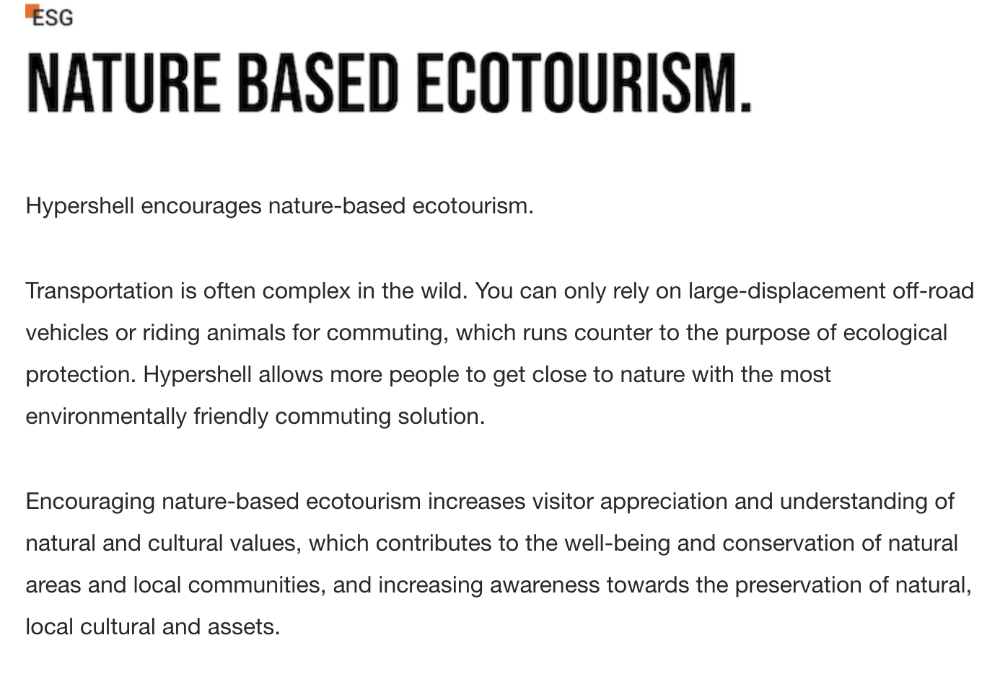 ESG
NATURE BASED ECOTOURISM.
Hypershell encourages nature-based ecotourism.
Transportation is often complex in the wild. You can only rely on large-displacement off-road
vehicles or riding animals for commuting, which runs counter to the purpose of ecological
protection. Hypershell allows more people to get close to nature with the most
environmentally friendly commuting solution.
Encouraging nature-based ecotourism increases visitor appreciation and understanding of
natural and cultural values, which contributes to the well-being and conservation of natural
areas and local communities, and increasing awareness towards the preservation of natural,
local cultural and assets.